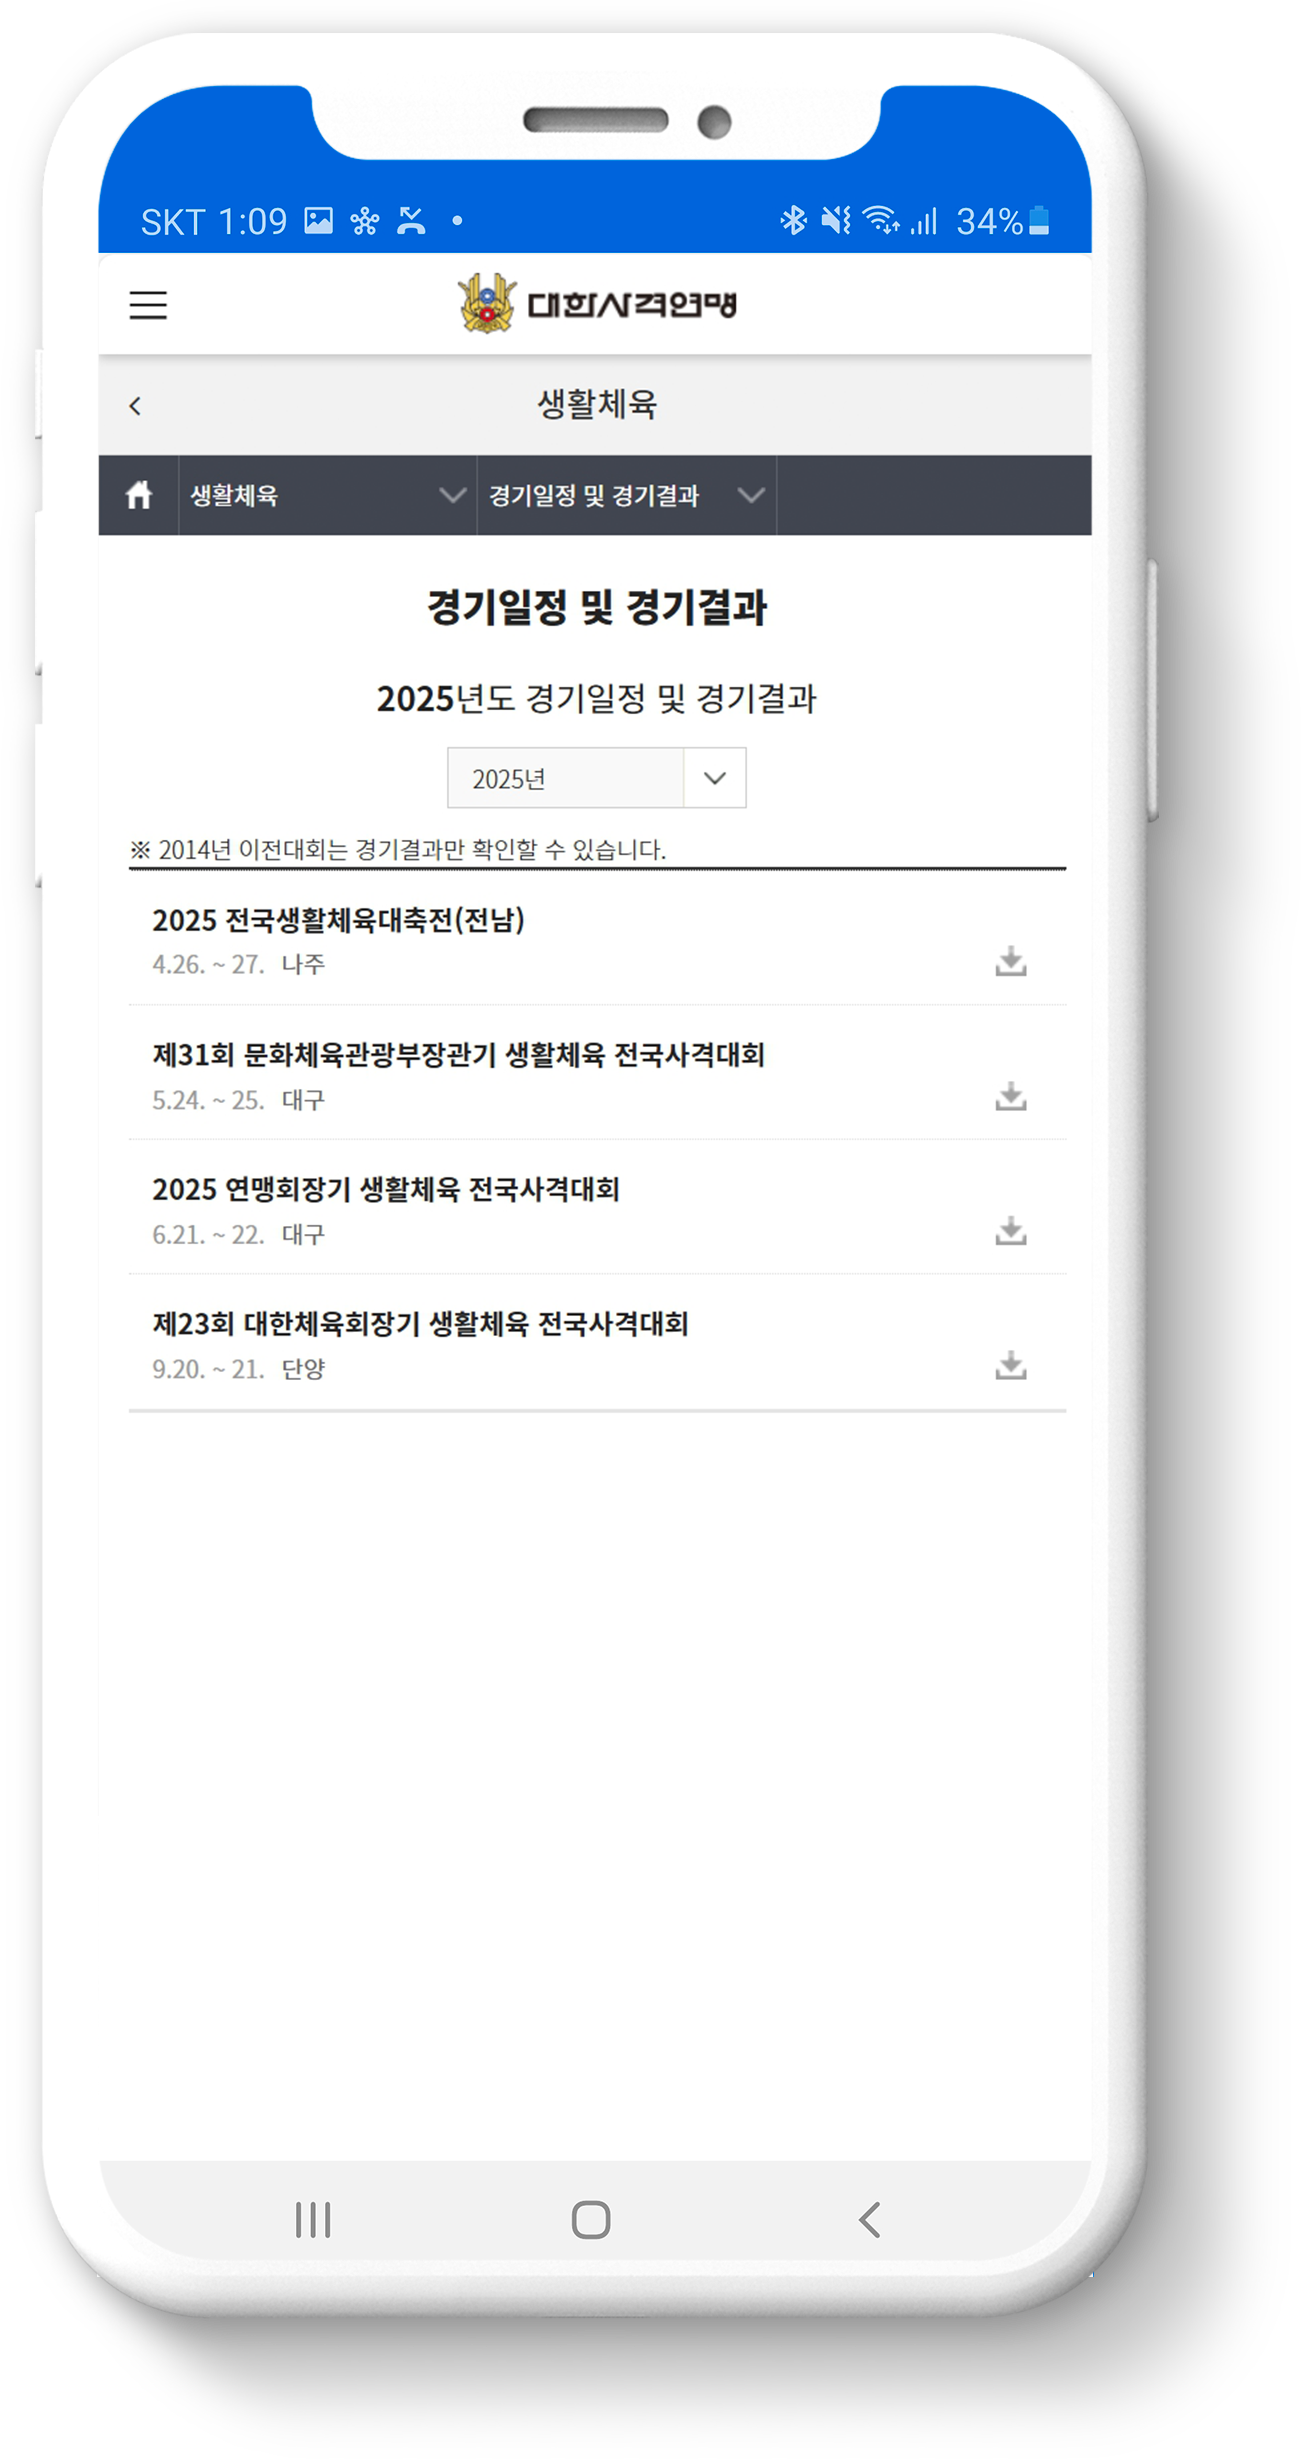 SKT 1:09 34%
대한사격연맹
생활체육
생활체육 경기일정 및 경기결과
경기일정 및 경기결과
2025년도 경기일정 및 경기결과
2025년
※ 2014년 이전대회는 경기결과만 확인할 수 있습니다.
2025 전국생활체육대축전(전남)
4.26. ~ 27. 나주
제31회 문화체육관광부장관기 생활체육 전국사격대회
5.24. ~ 25. 대구
2025 연맹회장기 생활체육 전국사격대회
6.21. ~ 22. 대구
제23회 대한체육회장기 생활체육 전국사격대회
9.20. ~ 21. 단양